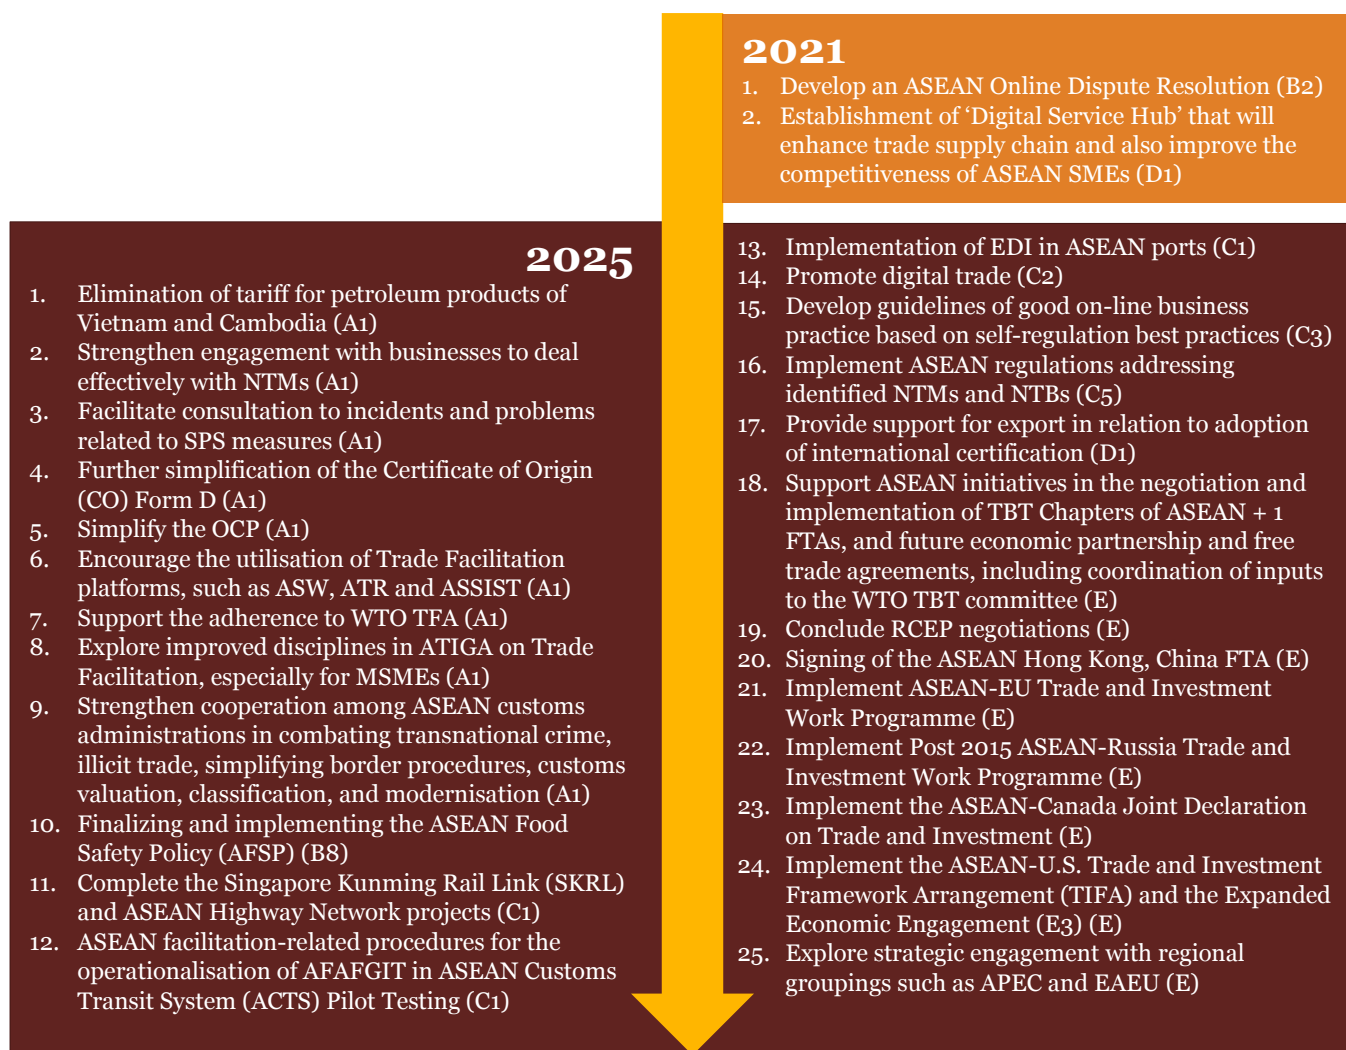 2021
1. Develop an ASEAN Online Dispute Resolution (B2)
2. Establishment of ‘Digital Service Hub’ that will
enhance trade supply chain and also improve the
competitiveness of ASEAN SMEs (D1)
2025
1. Elimination of tariff for petroleum products of
Vietnam and Cambodia (A1)
2. Strengthen engagement with businesses to deal
effectively with NTMs (A1)
3. Facilitate consultation to incidents and problems
related to SPS measures (A1)
4. Further simplification of the Certificate of Origin
(CO) Form D (A1)
5. Simplify the OCP (A1)
6. Encourage the utilisation of Trade Facilitation
platforms, such as ASW, ATR and ASSIST (A1)
7. Support the adherence to WTO TFA (A1)
8. Explore improved disciplines in ATIGA on Trade
Facilitation, especially for MSMEs (A1)
9. Strengthen cooperation among ASEAN customs
administrations in combating transnational crime,
illicit trade, simplifying border procedures, customs
valuation, classification, and modernisation (A1)
10. Finalizing and implementing the ASEAN Food
Safety Policy (AFSP) (B8)
11. Complete the Singapore Kunming Rail Link (SKRL)
and ASEAN Highway Network projects (C1)
12. ASEAN facilitation-related procedures for the
operationalisation of AFAFGIT in ASEAN Customs
Transit System (ACTS) Pilot Testing (C1)
13. Implementation of EDI in ASEAN ports (C1)
14. Promote digital trade (C2)
15. Develop guidelines of good on-line business
practice based on self-regulation best practices (C3)
16. Implement ASEAN regulations addressing
identified NTMs and NTBs (C5)
17. Provide support for export in relation to adoption
of international certification (D1)
18. Support ASEAN initiatives in the negotiation and
implementation of TBT Chapters of ASEAN + 1
FTAs, and future economic partnership and free
trade agreements, including coordination of inputs
to the WTO TBT committee (E)
19. Conclude RCEP negotiations (E)
20. Signing of the ASEAN Hong Kong, China FTA (E)
21. Implement ASEAN-EU Trade and Investment
Work Programme (E)
22. Implement Post 2015 ASEAN-Russia Trade and
Investment Work Programme (E)
23. Implement the ASEAN-Canada Joint Declaration
on Trade and Investment (E)
24. Implement the ASEAN-U.S. Trade and Investment
Framework Arrangement (TIFA) and the Expanded
Economic Engagement (E3) (E)
25. Explore strategic engagement with regional
groupings such as APEC and EAEU (E)